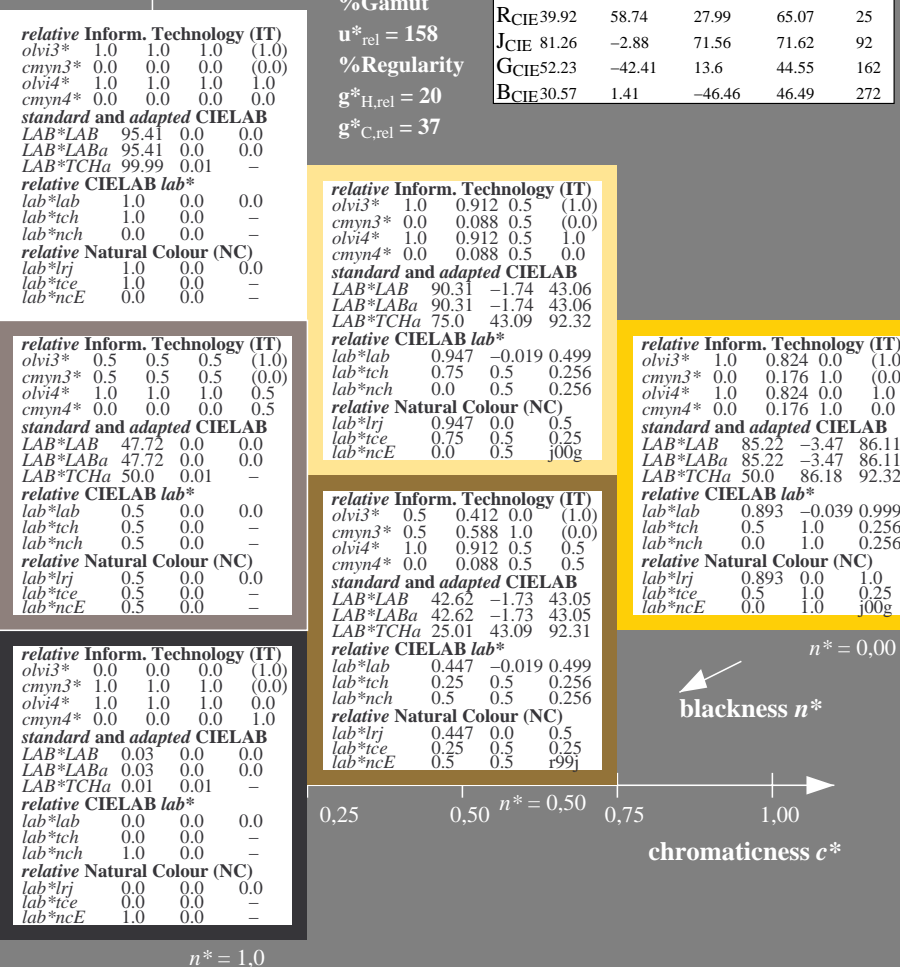 %Gamut
u*rel = 158
%Regularity
g*H,rel = 20
g*C,rel = 37
RCIE 39.92 58.74 27.99 65.07 25
JCIE 81.26 −2.88 71.56 71.62 92
GCIE 52.23 −42.41 13.6 44.55 162
BCIE 30.57 1.41 −46.46 46.49 272
relative Inform. Technology (IT)
olvi3* 1.0 1.0 1.0 (1.0)
cmyn3* 0.0 0.0 0.0 (0.0)
olvi4* 1.0 1.0 1.0 1.0
cmyn4* 0.0 0.0 0.0 0.0
standard and adapted CIELAB
LAB*LAB 95.41 0.0 0.0
LAB*LABa 95.41 0.0 0.0
LAB*TCHa 99.99 0.01 –
relative CIELAB lab*
lab*lab 1.0 0.0 0.0
lab*tch 1.0 0.0 –
lab*nch 0.0 0.0 –
relative Natural Colour (NC)
lab*lrj 1.0 0.0 0.0
lab*tce 1.0 0.0 –
lab*ncE 0.0 0.0 –
relative Inform. Technology (IT)
olvi3* 1.0 0.912 0.5 (1.0)
cmyn3* 0.0 0.088 0.5 (0.0)
olvi4* 1.0 0.912 0.5 1.0
cmyn4* 0.0 0.088 0.5 0.0
standard and adapted CIELAB
LAB*LAB 90.31 −1.74 43.06
LAB*LABa 90.31 −1.74 43.06
LAB*TCHa 75.0 43.09 92.32
relative CIELAB lab*
lab*lab 0.947 −0.019 0.499
lab*tch 0.75 0.5 0.256
lab*nch 0.0 0.5 0.256
relative Natural Colour (NC)
lab*lrj 0.947 0.0 0.5
lab*tce 0.75 0.5 0.25
lab*ncE 0.0 0.5 j00g
relative Inform. Technology (IT)
olvi3* 0.5 0.5 0.5 (1.0)
cmyn3* 0.5 0.5 0.5 (0.0)
olvi4* 1.0 1.0 1.0 0.5
cmyn4* 0.0 0.0 0.0 0.5
standard and adapted CIELAB
LAB*LAB 47.72 0.0 0.0
LAB*LABa 47.72 0.0 0.0
LAB*TCHa 50.0 0.01 –
relative CIELAB lab*
lab*lab 0.5 0.0 0.0
lab*tch 0.5 0.0 –
lab*nch 0.5 0.0 –
relative Natural Colour (NC)
lab*lrj 0.5 0.0 0.0
lab*tce 0.5 0.0 –
lab*ncE 0.5 0.0 –
relative Inform. Technology (IT)
olvi3* 1.0 0.824 0.0 (1.0
cmyn3* 0.0 0.176 1.0 (0.0
olvi4* 1.0 0.824 0.0 1.0
cmyn4* 0.0 0.176 1.0 0.0
standard and adapted CIELAB
LAB*LAB 85.22 −3.47 86.11
LAB*LABa 85.22 −3.47 86.11
LAB*TCHa 50.0 86.18 92.32
relative CIELAB lab*
lab*lab 0.893 −0.039 0.999
lab*tch 0.5 1.0 0.256
lab*nch 0.0 1.0 0.256
relative Natural Colour (NC)
lab*lrj 0.893 0.0 1.0
lab*tce 0.5 1.0 0.25
lab*ncE 0.0 1.0 j00g
relative Inform. Technology (IT)
olvi3* 0.5 0.412 0.0 (1.0)
cmyn3* 0.5 0.588 1.0 (0.0)
olvi4* 1.0 0.912 0.5 0.5
cmyn4* 0.0 0.088 0.5 0.5
standard and adapted CIELAB
LAB*LAB 42.62 −1.73 43.05
LAB*LABa 42.62 −1.73 43.05
LAB*TCHa 25.01 43.09 92.31
relative CIELAB lab*
lab*lab 0.447 −0.019 0.499
lab*tch 0.25 0.5 0.256
lab*nch 0.5 0.5 0.256
relative Natural Colour (NC)
lab*lrj 0.447 0.0 0.5
lab*tce 0.25 0.5 0.25
lab*ncE 0.5 0.5 r99j
relative Inform. Technology (IT)
olvi3* 0.0 0.0 0.0 (1.0)
cmyn3* 1.0 1.0 1.0 (0.0)
olvi4* 1.0 1.0 1.0 0.0
cmyn4* 0.0 0.0 0.0 1.0
standard and adapted CIELAB
LAB*LAB 0.03 0.0 0.0
LAB*LABa 0.03 0.0 0.0
LAB*TCHa 0.01 0.01 –
relative CIELAB lab*
lab*lab 0.0 0.0 0.0
lab*tch 0.0 0.0 –
lab*nch 1.0 0.0 –
relative Natural Colour (NC)
lab*lrj 0.0 0.0 0.0
lab*tce 0.0 0.0 –
lab*ncE 1.0 0.0 –
n* = 0,00
blackness n*
0,25 0,50 n* = 0,50 0,75 1,00
chromaticness c*
n* = 1,0